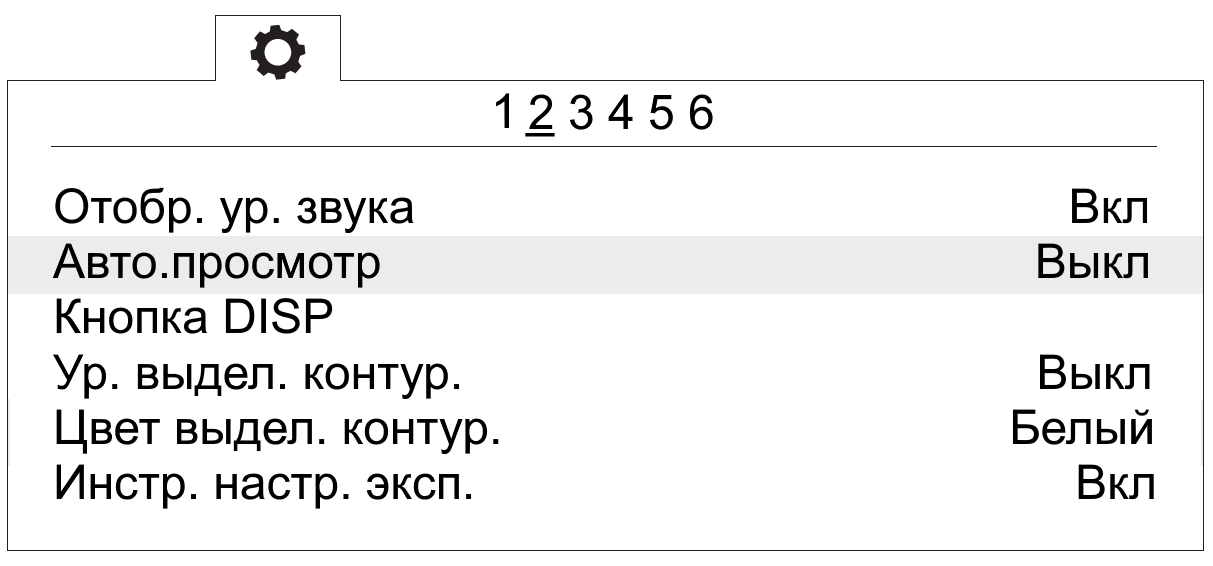 1 2 3 4 5 6
Отобр. ур. звука Вкл
Авто.просмотр Выкл
Кнопка DISP
Ур. выдел. контур. Выкл
Цвет выдел. контур. Белый
Инстр. настр. эксп. Вкл